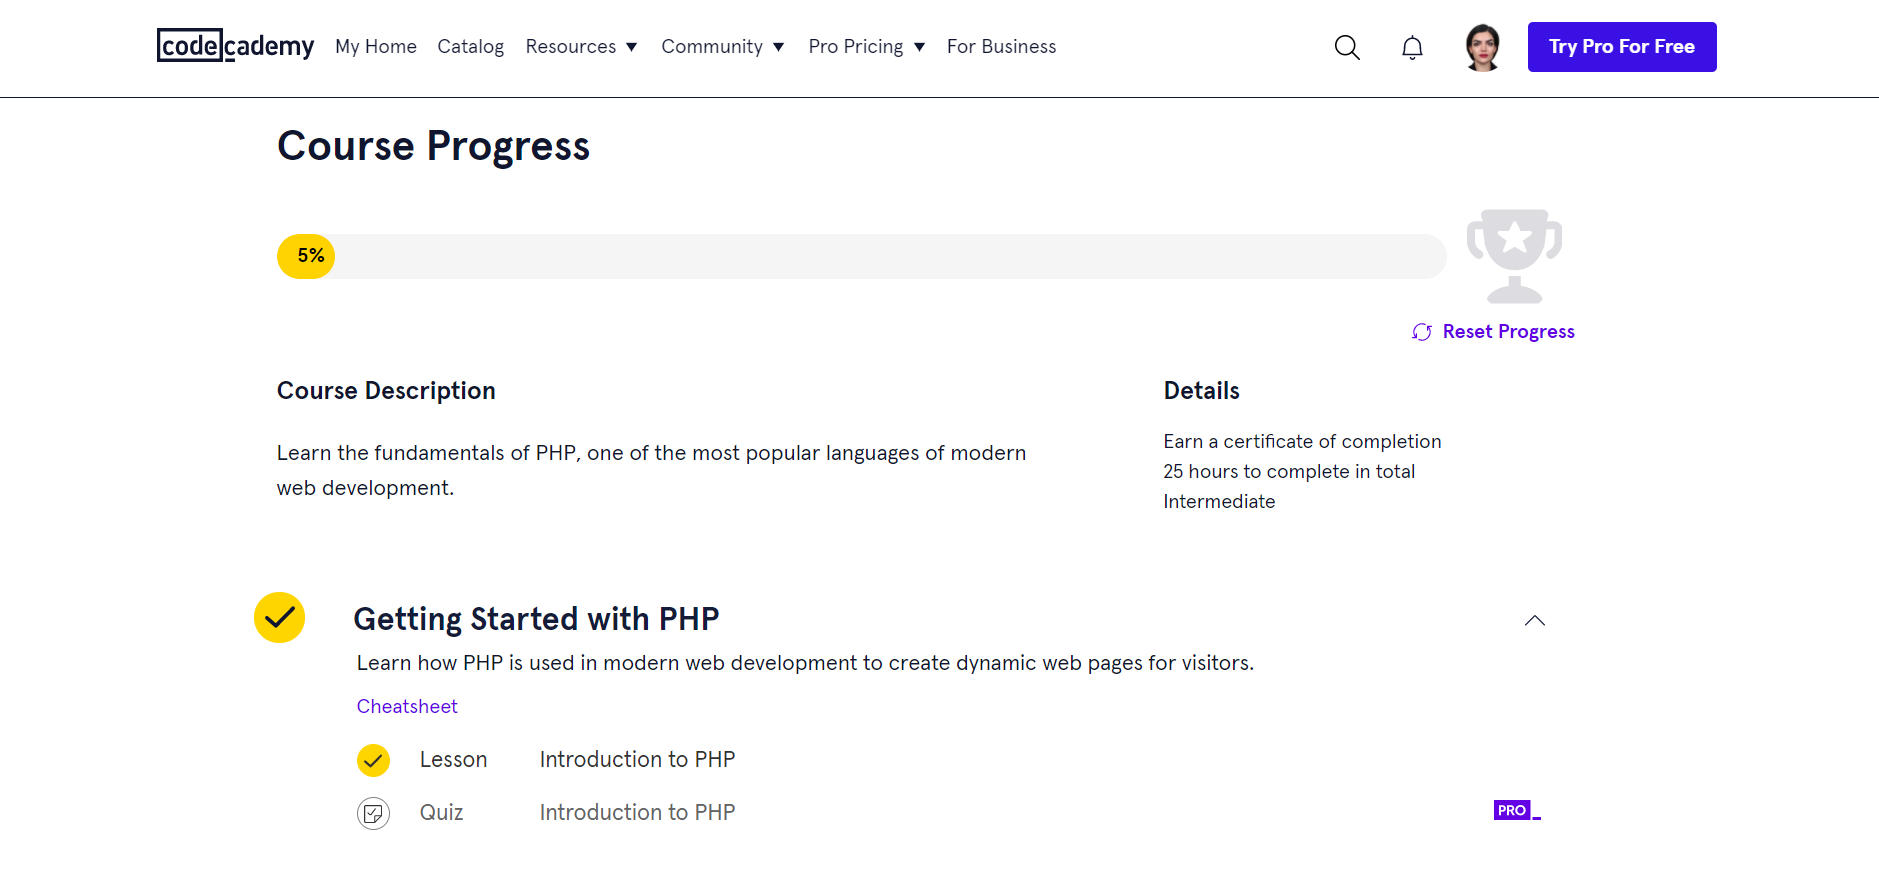 codecademy My Home Catalog Resources Community Pro Pricing For Business Try Pro For Free
Course Progress
5%
Reset Progress
Course Description
Learn the fundamentals of PHP, one of the most popular languages of modern
web development.
Details
Earn a certificate of completion
25 hours to complete in total
Intermediate
Getting Started with PHP
Learn how PHP is used in modern web development to create dynamic web pages for visitors.
Cheatsheet
Lesson Introduction to PHP
Quiz Introduction to PHP PRO